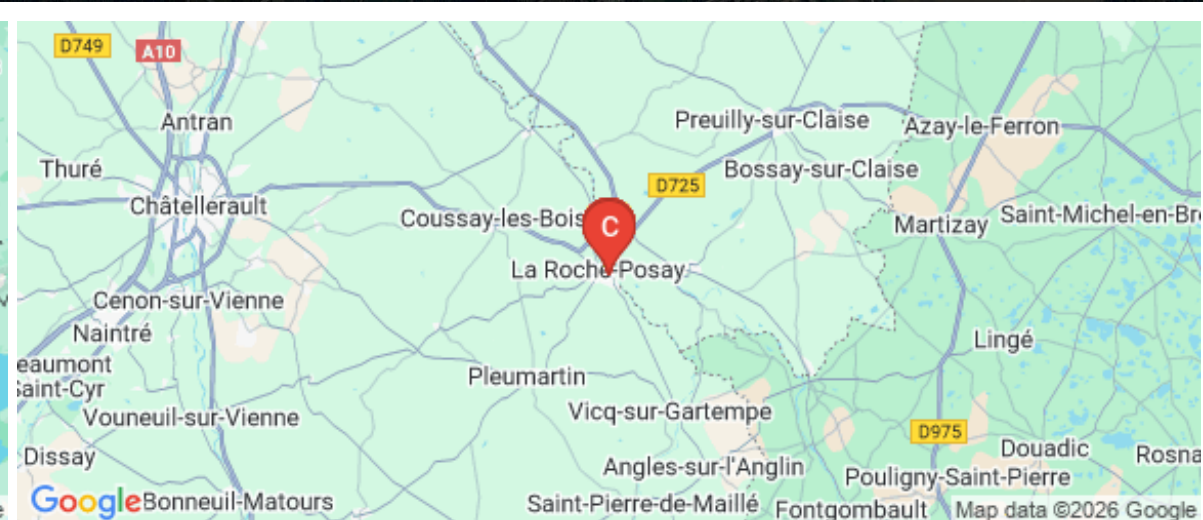 D749
A10
Antran
Preuilly-sur-Claise
Azay-le-Ferron
Thuré
Bossay-sur-Claise
D725
Châtellerault
Coussay-les-Bois
C
Martizay
Saint-Michel-en-Br
La Roche-Posay
Cenon-sur-Vienne
Naintré
Lingé
eaumont
Saint-Cyr
Pleumartin
Vouneuil-sur-Vienne
Vicq-sur-Gartempe
D975
Dissay
Douadic
Rosna
Angles-sur-l'Anglin
Pouligny-Saint-Pierre
Google
Bonneuil-Matours
Saint-Pierre-de-Maillé
Fontgombault
Map data ©2026 Google